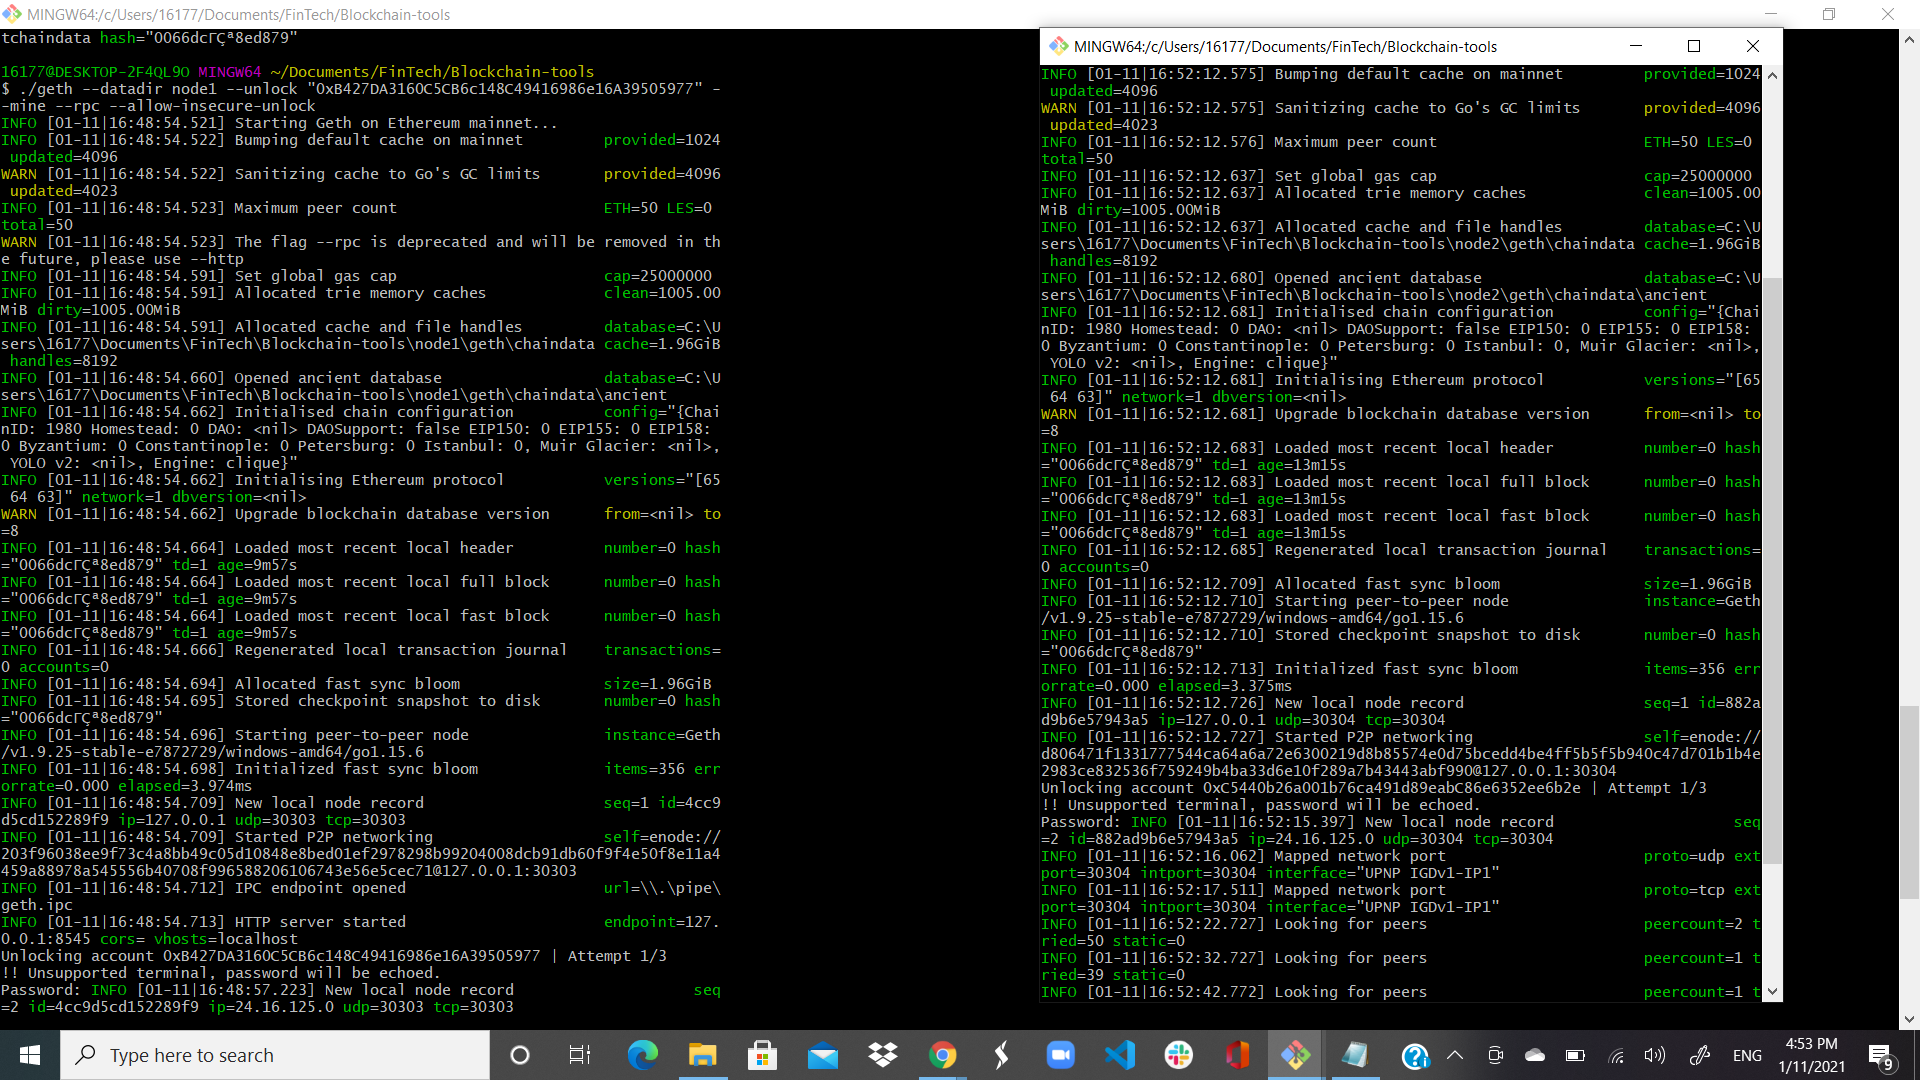 MINGW64:/c/Users/16177/Documents/FinTech/Blockchain-tools
tchaindata hash="0066dcΓÇª8ed879"
16177@DESKTOP-2F4QL9O MINGW64 ~/Documents/FinTech/Blockchain-tools
$ ./geth --datadir node1 --unlock "0xB427DA3160C5CB6c148C49416986e16A39505977" -
-mine --rpc --allow-insecure-unlock
INFO [01-11|16:48:54.521] Starting Geth on Ethereum mainnet...
INFO [01-11|16:48:54.522] Bumping default cache on mainnet provided=1024
updated=4096
WARN [01-11|16:48:54.522] Sanitizing cache to Go's GC limits provided=4096
updated=4023
INFO [01-11|16:48:54.523] Maximum peer count ETH=50 LES=0
total=50
WARN [01-11|16:48:54.523] The flag --rpc is deprecated and will be removed in th
e future, please use --http
INFO [01-11|16:48:54.591] Set global gas cap cap=25000000
INFO [01-11|16:48:54.591] Allocated trie memory caches clean=1005.00
MiB dirty=1005.00MiB
INFO [01-11|16:48:54.591] Allocated cache and file handles database=C:\U
sers\16177\Documents\FinTech\Blockchain-tools\node1\geth\chaindata cache=1.96GiB
handles=8192
INFO [01-11|16:48:54.660] Opened ancient database database=C:\U
sers\16177\Documents\FinTech\Blockchain-tools\node1\geth\chaindata\ancient
INFO [01-11|16:48:54.662] Initialised chain configuration config="{Chai
nID: 1980 Homestead: 0 DAO: <nil> DAOSupport: false EIP150: 0 EIP155: 0 EIP158:
0 Byzantium: 0 Constantinople: 0 Petersburg: 0 Istanbul: 0, Muir Glacier: <nil>,
YOLO v2: <nil>, Engine: clique}"
INFO [01-11|16:48:54.662] Initialising Ethereum protocol versions="[65
64 63]" network=1 dbversion=<nil>
WARN [01-11|16:48:54.662] Upgrade blockchain database version from=<nil> to
=8
INFO [01-11|16:48:54.664] Loaded most recent local header number=0 hash
="0066dcΓÇª8ed879" td=1 age=9m57s
INFO [01-11|16:48:54.664] Loaded most recent local full block number=0 hash
="0066dcΓÇª8ed879" td=1 age=9m57s
INFO [01-11|16:48:54.664] Loaded most recent local fast block number=0 hash
="0066dcΓÇª8ed879" td=1 age=9m57s
INFO [01-11|16:48:54.666] Regenerated local transaction journal transactions=
0 accounts=0
INFO [01-11|16:48:54.694] Allocated fast sync bloom size=1.96GiB
INFO [01-11|16:48:54.695] Stored checkpoint snapshot to disk number=0 hash
="0066dcΓÇª8ed879"
INFO [01-11|16:48:54.696] Starting peer-to-peer node instance=Geth
/v1.9.25-stable-e7872729/windows-amd64/go1.15.6
INFO [01-11|16:48:54.698] Initialized fast sync bloom items=356 err
orrate=0.000 elapsed=3.974ms
INFO [01-11|16:48:54.709] New local node record seq=1 id=4cc9
d5cd152289f9 ip=127.0.0.1 udp=30303 tcp=30303
INFO [01-11|16:48:54.709] Started P2P networking self=enode://
203f96038ee9f73c4a8bb49c05d10848e8bed01ef2978298b99204008dcb91db60f9f4e50f8e11a4
459a88978a545556b40708f996588206106743e56e5cec71@127.0.0.1:30303
INFO [01-11|16:48:54.712] IPC endpoint opened url=\\.\pipe\
geth.ipc
INFO [01-11|16:48:54.713] HTTP server started endpoint=127.
0.0.1:8545 cors= vhosts=localhost
Unlocking account 0xB427DA3160C5CB6c148C49416986e16A39505977 | Attempt 1/3
!! Unsupported terminal, password will be echoed.
Password: INFO [01-11|16:48:57.223] New local node record seq
=2 id=4cc9d5cd152289f9 ip=24.16.125.0 udp=30303 tcp=30303
MINGW64:/c/Users/16177/Documents/FinTech/Blockchain-tools
INFO [01-11|16:52:12.575] Bumping default cache on mainnet provided=1024
updated=4096
WARN [01-11|16:52:12.575] Sanitizing cache to Go's GC limits provided=4096
updated=4023
INFO [01-11|16:52:12.576] Maximum peer count ETH=50 LES=0
total=50
INFO [01-11|16:52:12.637] Set global gas cap cap=25000000
INFO [01-11|16:52:12.637] Allocated trie memory caches clean=1005.00
MiB dirty=1005.00MiB
INFO [01-11|16:52:12.637] Allocated cache and file handles database=C:\U
sers\16177\Documents\FinTech\Blockchain-tools\node2\geth\chaindata cache=1.96GiB
handles=8192
INFO [01-11|16:52:12.680] Opened ancient database database=C:\U
sers\16177\Documents\FinTech\Blockchain-tools\node2\geth\chaindata\ancient
INFO [01-11|16:52:12.681] Initialised chain configuration config="{Chai
nID: 1980 Homestead: 0 DAO: <nil> DAOSupport: false EIP150: 0 EIP155: 0 EIP158:
0 Byzantium: 0 Constantinople: 0 Petersburg: 0 Istanbul: 0, Muir Glacier: <nil>,
YOLO v2: <nil>, Engine: clique}"
INFO [01-11|16:52:12.681] Initialising Ethereum protocol versions="[65
64 63]" network=1 dbversion=<nil>
WARN [01-11|16:52:12.681] Upgrade blockchain database version from=<nil> to
=8
INFO [01-11|16:52:12.683] Loaded most recent local header number=0 hash
="0066dcΓÇª8ed879" td=1 age=13m15s
INFO [01-11|16:52:12.683] Loaded most recent local full block number=0 hash
="0066dcΓÇª8ed879" td=1 age=13m15s
INFO [01-11|16:52:12.683] Loaded most recent local fast block number=0 hash
="0066dcΓÇª8ed879" td=1 age=13m15s
INFO [01-11|16:52:12.685] Regenerated local transaction journal transactions=
0 accounts=0
INFO [01-11|16:52:12.709] Allocated fast sync bloom size=1.96GiB
INFO [01-11|16:52:12.710] Starting peer-to-peer node instance=Geth
/v1.9.25-stable-e7872729/windows-amd64/go1.15.6
INFO [01-11|16:52:12.710] Stored checkpoint snapshot to disk number=0 hash
="0066dcΓÇª8ed879"
INFO [01-11|16:52:12.713] Initialized fast sync bloom items=356 err
orrate=0.000 elapsed=3.375ms
INFO [01-11|16:52:12.726] New local node record seq=1 id=882a
d9b6e57943a5 ip=127.0.0.1 udp=30304 tcp=30304
INFO [01-11|16:52:12.727] Started P2P networking self=enode://
d806471f1331777544ca64a6a72e6300219d8b85574e0d75bcedd4be4ff5b5f5b940c47d701b1b4e
2983ce832536f759249b4ba33d6e10f289a7b43443abf990@127.0.0.1:30304
Unlocking account 0xC5440b26a001b76ca491d89eabC86e6352ee6b2e | Attempt 1/3
!! Unsupported terminal, password will be echoed.
Password: INFO [01-11|16:52:15.397] New local node record seq
=2 id=882ad9b6e57943a5 ip=24.16.125.0 udp=30304 tcp=30304
INFO [01-11|16:52:16.062] Mapped network port proto=udp ext
port=30304 intport=30304 interface="UPNP IGDv1-IP1"
INFO [01-11|16:52:17.511] Mapped network port proto=tcp ext
port=30304 intport=30304 interface="UPNP IGDv1-IP1"
INFO [01-11|16:52:22.727] Looking for peers peercount=2 t
ried=50 static=0
INFO [01-11|16:52:32.727] Looking for peers peercount=1 t
ried=39 static=0
INFO [01-11|16:52:42.772] Looking for peers peercount=1 t
Type here to search
ENG
4:53 PM
1/11/2021
9